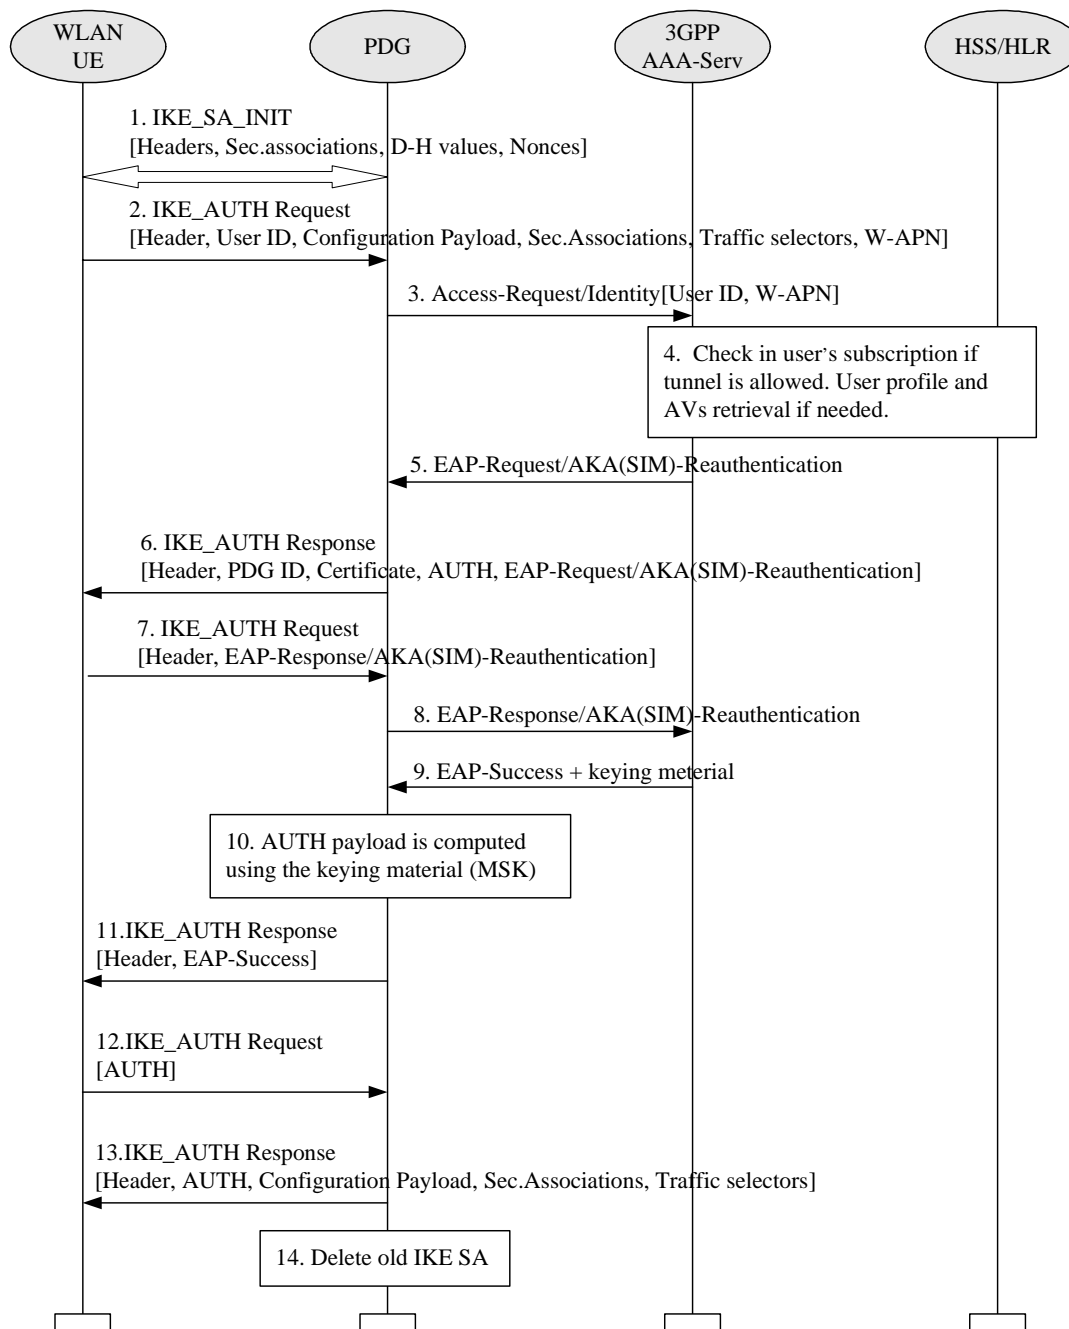 WLAN
UE
PDG
3GPP
AAA-Serv
HSS/HLR
1. IKE_SA_INIT
[Headers, Sec.associations, D-H values, Nonces]
2. IKE_AUTH Request
[Header, User ID, Configuration Payload, Sec.Associations, Traffic selectors, W-APN]
3. Access-Request/Identity[User ID, W-APN]
4. Check in user’s subscription if
tunnel is allowed. User profile and
AVs retrieval if needed.
5. EAP-Request/AKA(SIM)-Reauthentication
6. IKE_AUTH Response
[Header, PDG ID, Certificate, AUTH, EAP-Request/AKA(SIM)-Reauthentication]
7. IKE_AUTH Request
[Header, EAP-Response/AKA(SIM)-Reauthentication]
8. EAP-Response/AKA(SIM)-Reauthentication
9. EAP-Success + keying meterial
10. AUTH payload is computed
using the keying material (MSK)
11.IKE_AUTH Response
[Header, EAP-Success]
12.IKE_AUTH Request
[AUTH]
13.IKE_AUTH Response
[Header, AUTH, Configuration Payload, Sec.Associations, Traffic selectors]
14. Delete old IKE SA